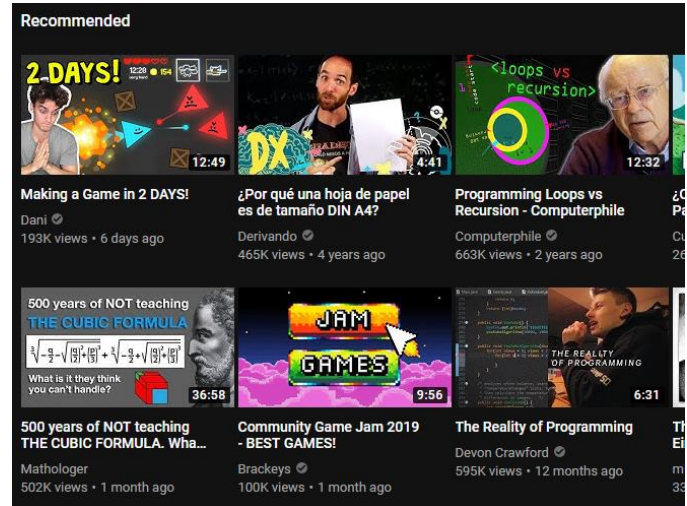 Recommended
2 DAYS!
12:28
154
12:49
DX
4:41
<loops vs
recursion>
12:32
Making a Game in 2 DAYS!
Dani
193K views • 6 days ago
¿Por qué una hoja de papel
es de tamaño DIN A4?
Derivando
465K views • 4 years ago
Programming Loops vs
Recursion - Computerphile
Computerphile
663K views • 2 years ago
500 years of NOT teaching
THE CUBIC FORMULA
What is it they think
you can't handle?
36:58
JAM
GAMES
9:56
THE REALITY
OF PROGRAMMING
6:31
500 years of NOT teaching
THE CUBIC FORMULA. Wha...
Mathologer
502K views • 1 month ago
Community Game Jam 2019
- BEST GAMES!
Brackeys
100K views • 1 month ago
The Reality of Programming
Devon Crawford
595K views • 12 months ago